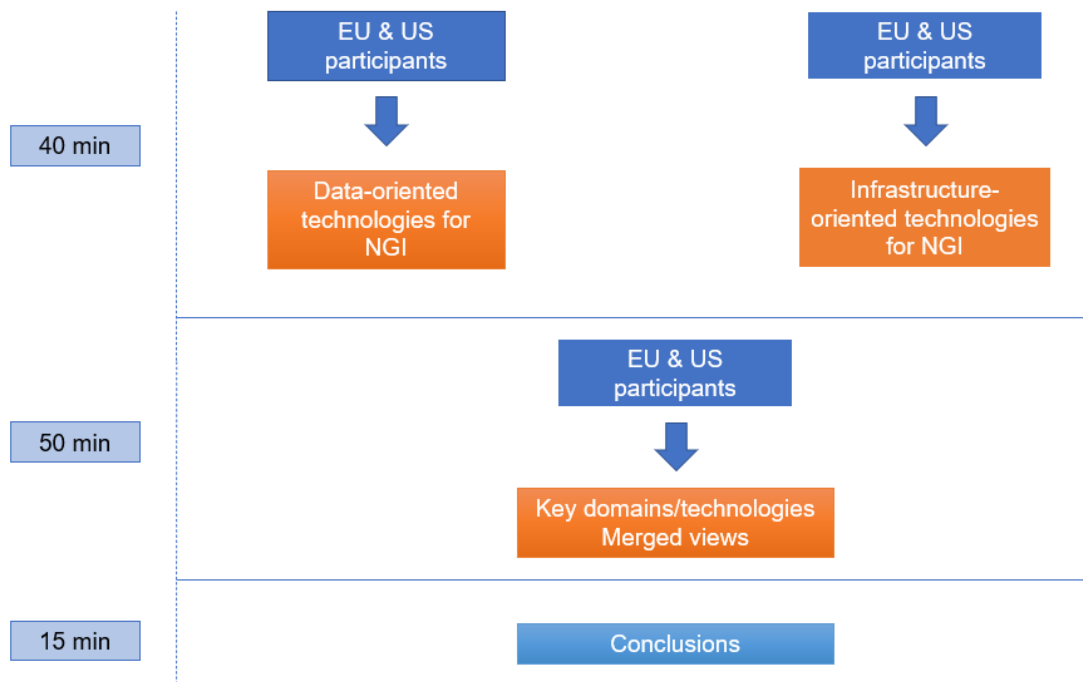 EU & US
participants
EU & US
participants
40 min
Data-oriented
technologies for
NGI
Infrastructure-
oriented technologies
for NGI
EU & US
participants
50 min
Key domains/technologies
Merged views
15 min
Conclusions